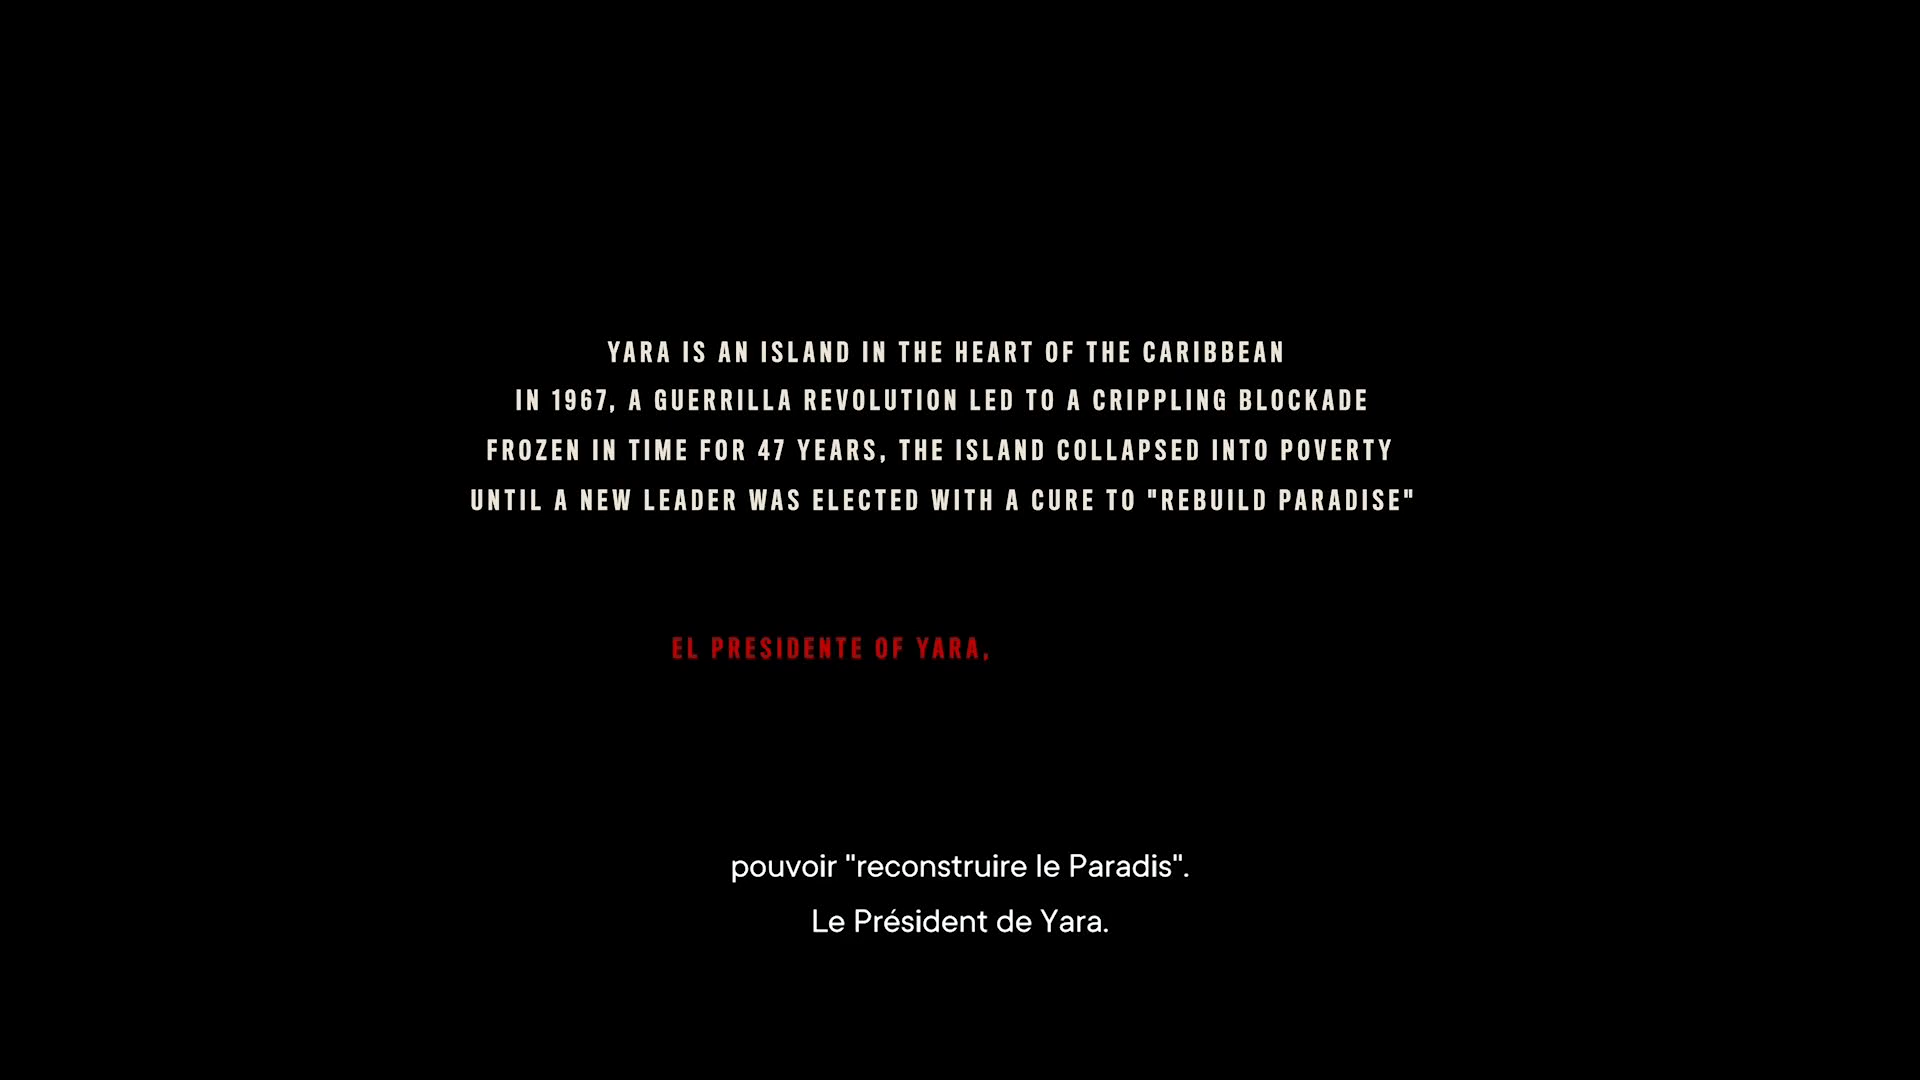 YARA IS AN ISLAND IN THE HEART OF THE CARIBBEAN
IN 1967, A GUERRILLA REVOLUTION LED TO A CRIPPLING BLOCKADE
FROZEN IN TIME FOR 47 YEARS, THE ISLAND COLLAPSED INTO POVERTY
UNTIL A NEW LEADER WAS ELECTED WITH A CURE TO "REBUILD PARADISE"
EL PRESIDENTE OF YARA,
pouvoir "reconstruire le Paradis".
Le Président de Yara.